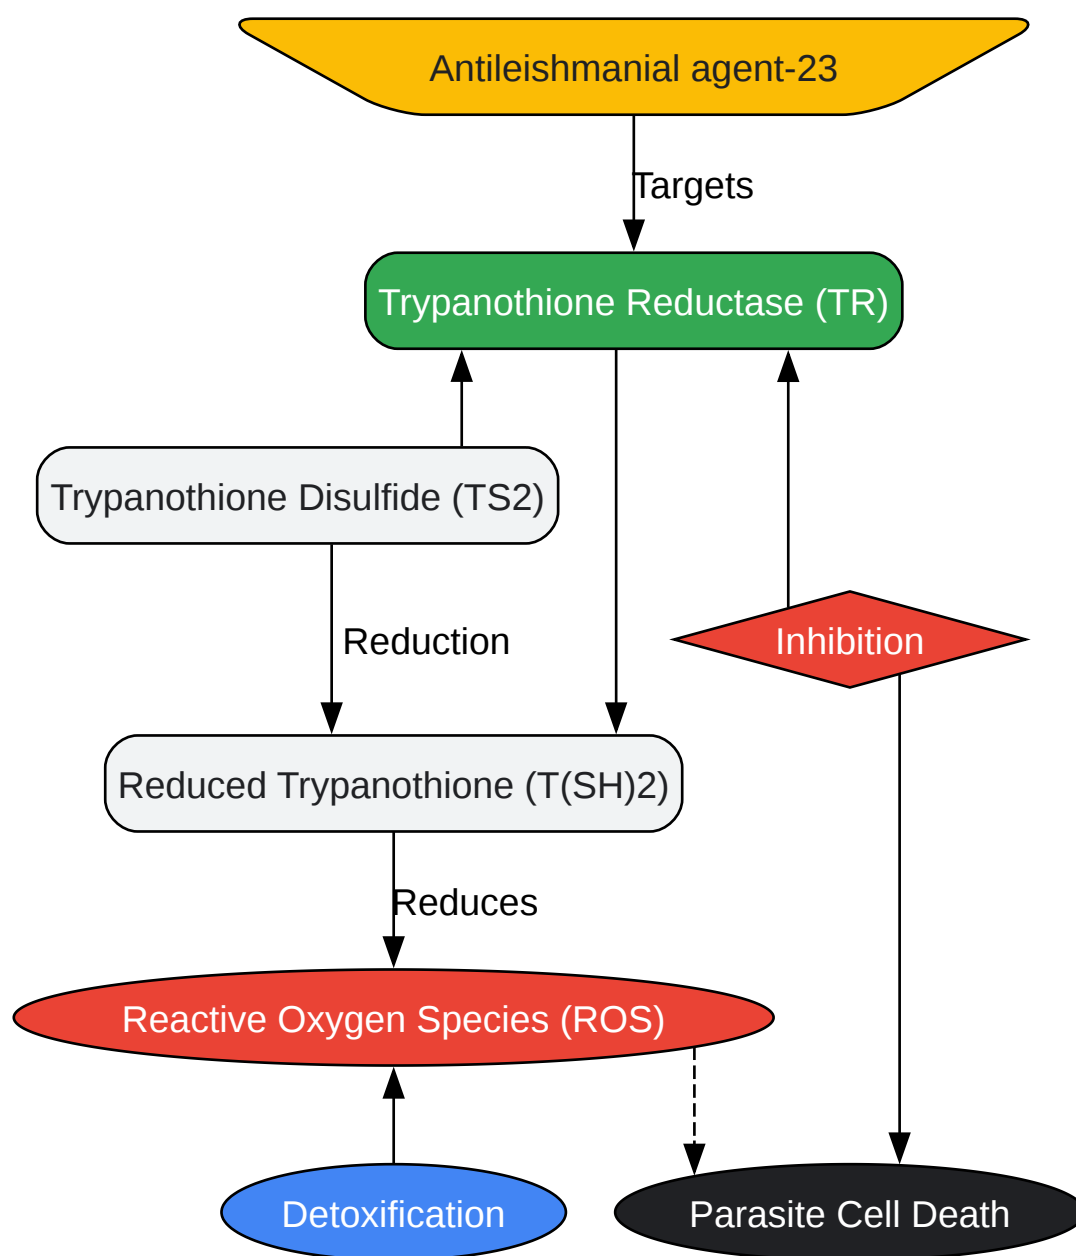 Antileishmanial agent-23
Targets
Trypanothione Reductase (TR)
Trypanothione Disulfide (TS2)
Reduction
Inhibition
Reduced Trypanothione (T(SH)2)
Reduces
Reactive Oxygen Species (ROS)
Detoxification
Parasite Cell Death